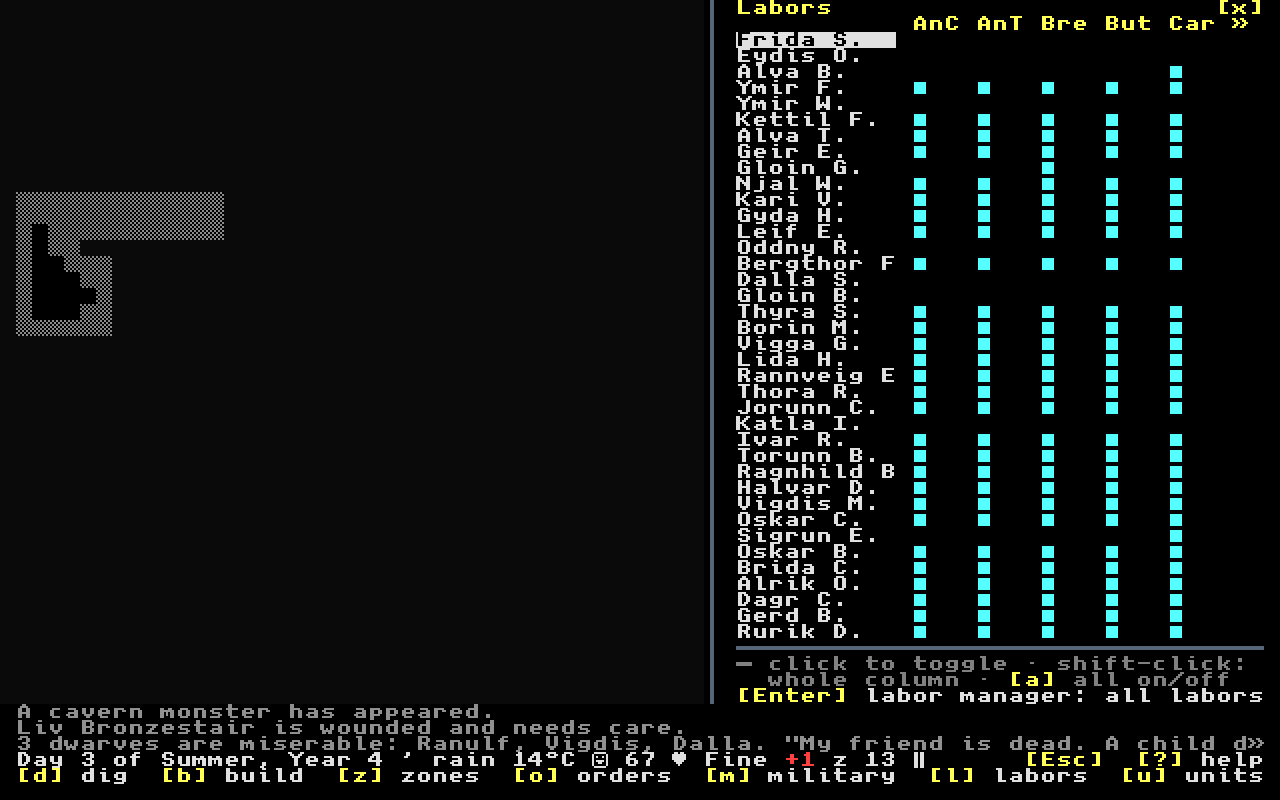 Labors [x]
AnC AnT Bre But Car »
Frida S.
Eydis O.
Alva B.
Ymir F.
Ymir W.
Kettil F.
Alva T.
Geir E.
Gloin G.
Njal W.
Kari V.
Gyda H.
Leif E.
Oddny R.
Bergthor F
Dalla S.
Gloin B.
Thyra S.
Borin M.
Vigga G.
Lida H.
Rannveig E
Thora R.
Jorunn C.
Katla I.
Ivar R.
Torunn B.
Ragnhild B
Halvar D.
Vigdis M.
Oskar C.
Sigrun E.
Oskar B.
Brida C.
Alrik O.
Dagr C.
Gerd B.
Rurik D.
— click to toggle · shift-click:
whole column · [a] all on/off
[Enter] labor manager: all labors
A cavern monster has appeared.
Liv Bronzestair is wounded and needs care.
3 dwarves are miserable: Ranulf, Vigdis, Dalla. "My friend is dead. A child d»
Day 3 of Summer, Year 4 ' rain 14°C ☺ 67 ♥ Fine +1 z 13 ‖ [Esc] [?] help
[d] dig [b] build [z] zones [o] orders [m] military [l] labors [u] units